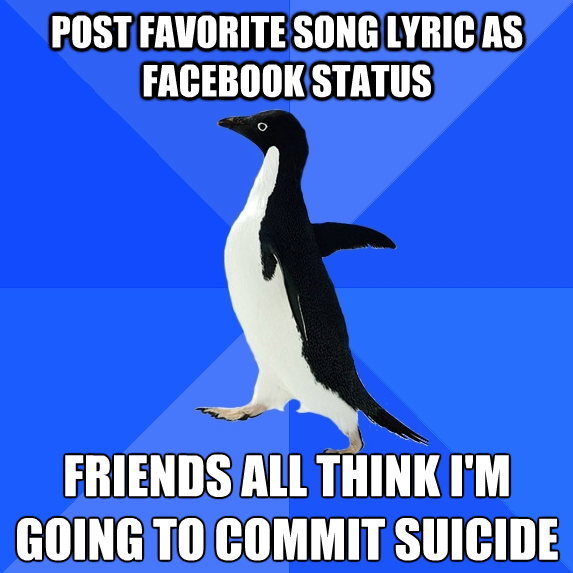 POST FAVORITE SONG LYRIC AS
FACEBOOK STATUS
FRIENDS ALL THINK I'M
GOING TO COMMIT SUICIDE